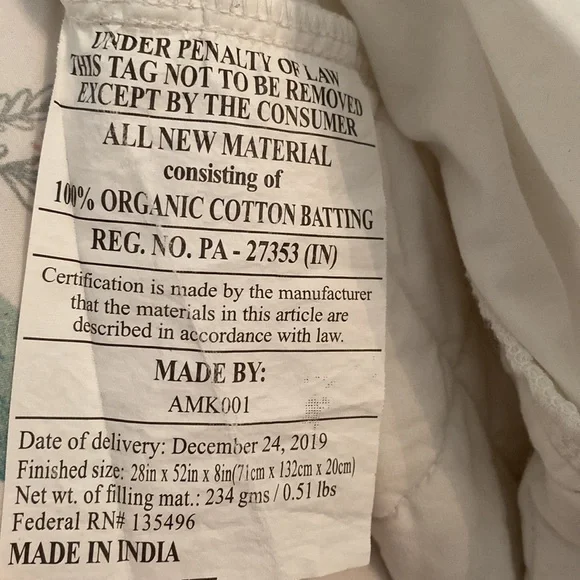 UNDER PENALTY OF LAW
THIS TAG NOT TO BE REMOVED
EXCEPT BY THE CONSUMER
ALL NEW MATERIAL
consisting of
100% ORGANIC COTTON BATTING
REG. NO. PA - 27353 (IN)
Certification is made by the manufacturer
that the materials in this article are
described in accordance with law.
MADE BY:
AMK001
Date of delivery: December 24, 2019
Finished size: 28in x 52in x 8in(71cm x 132cm x 20cm)
Net wt. of filling mat.: 234 gms / 0.51 lbs
Federal RN# 135496
MADE IN INDIA